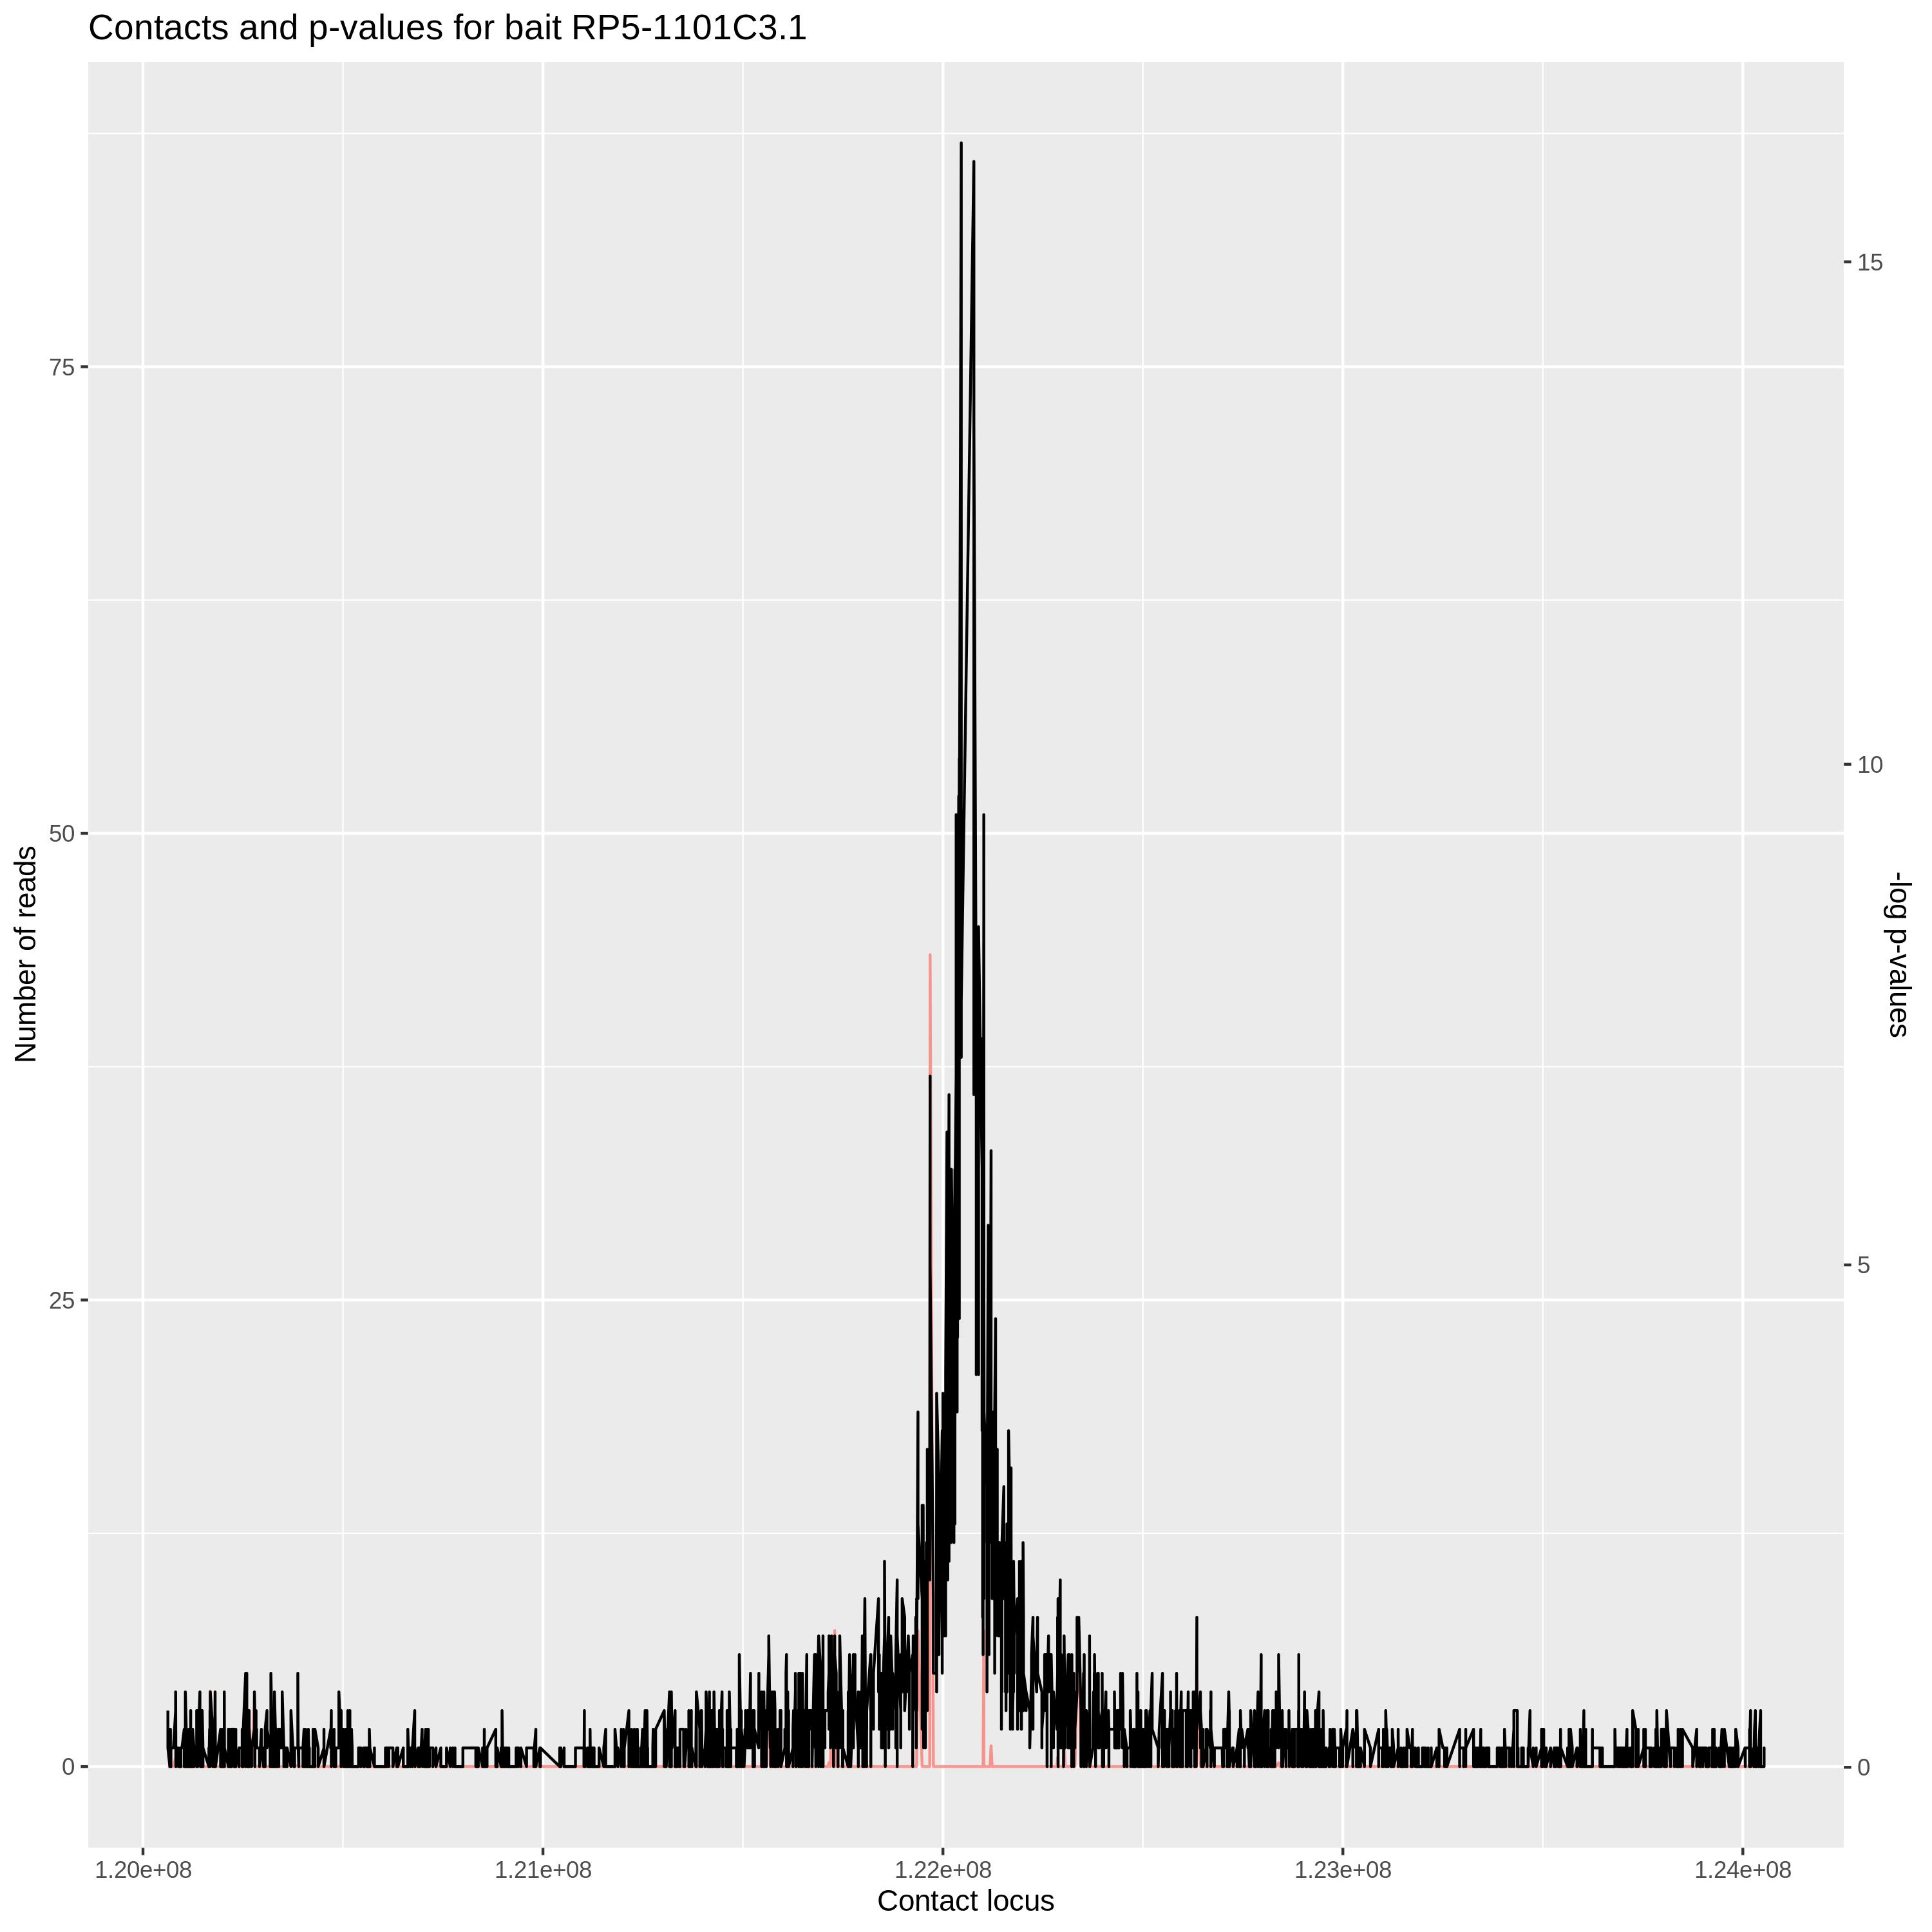 Contacts and p-values for bait RP5-1101C3.1
Number of reads
75
50
25
0
15
10
5
0
-log p-values
1.20e+08
1.21e+08
1.22e+08
1.23e+08
1.24e+08
Contact locus